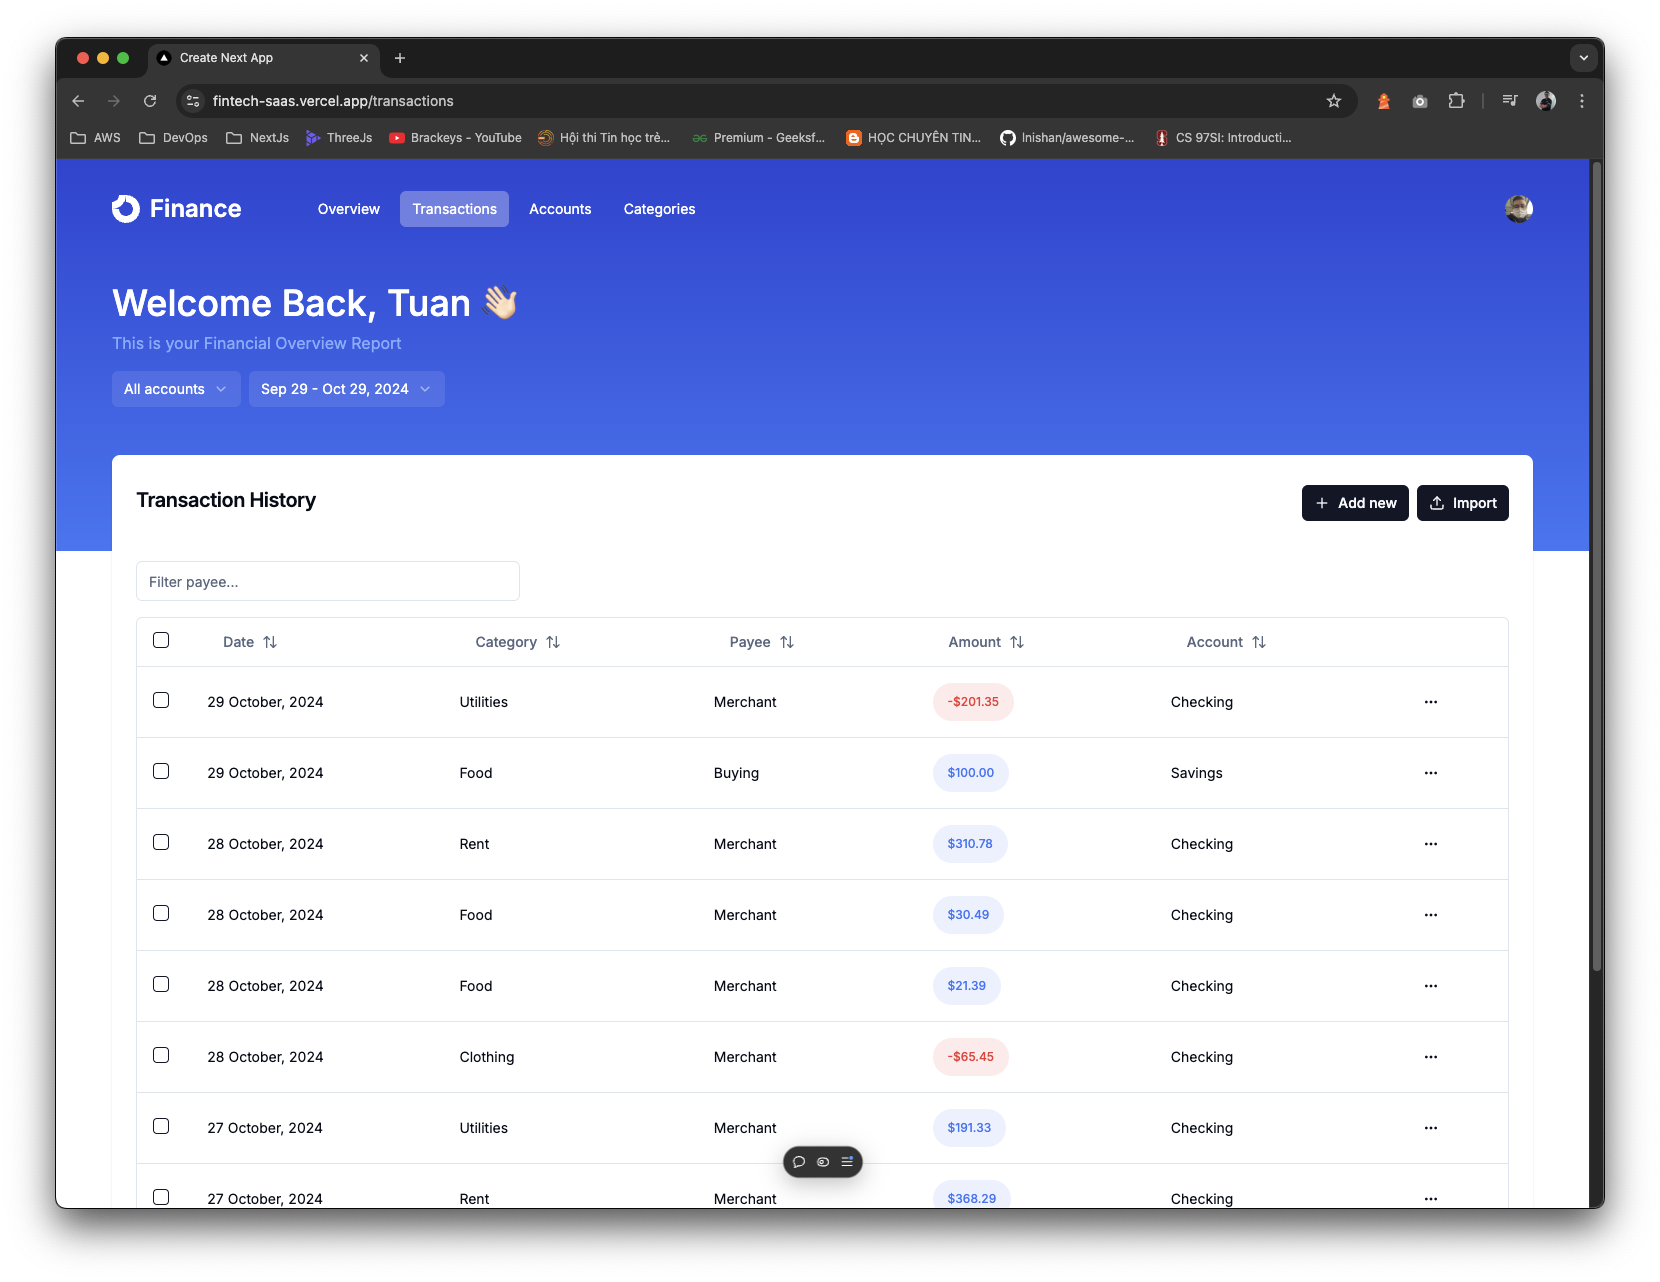 Create Next App
fintech-saas.vercel.app/transactions
AWS DevOps NextJs ThreeJs Brackeys - YouTube Hội thi Tin học trẻ... Premium - Geeksf... HỌC CHUYÊN TIN... Inishan/awesome-... CS 97SI: Introducti...
Finance Overview Transactions Accounts Categories
Welcome Back, Tuan 👋🏻
This is your Financial Overview Report
All accounts Sep 29 - Oct 29, 2024
Transaction History
Add new Import
Filter payee...
Date Category Payee Amount Account
29 October, 2024 Utilities Merchant -$201.35 Checking
29 October, 2024 Food Buying $100.00 Savings
28 October, 2024 Rent Merchant $310.78 Checking
28 October, 2024 Food Merchant $30.49 Checking
28 October, 2024 Food Merchant $21.39 Checking
28 October, 2024 Clothing Merchant -$65.45 Checking
27 October, 2024 Utilities Merchant $191.33 Checking
27 October, 2024 Rent Merchant $368.29 Checking